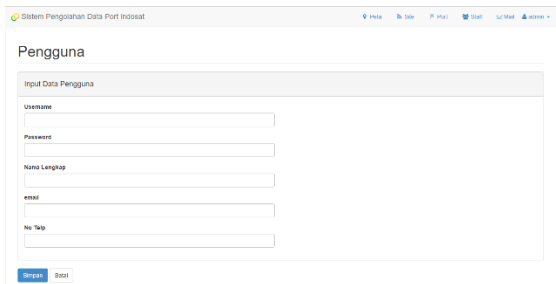 Sistem Pengolahan Data Port Indosat
Peta Site Port Staff Mail admin
Pengguna
Input Data Pengguna
Username
Password
Nama Lengkap
email
No Telp
Simpan Batal